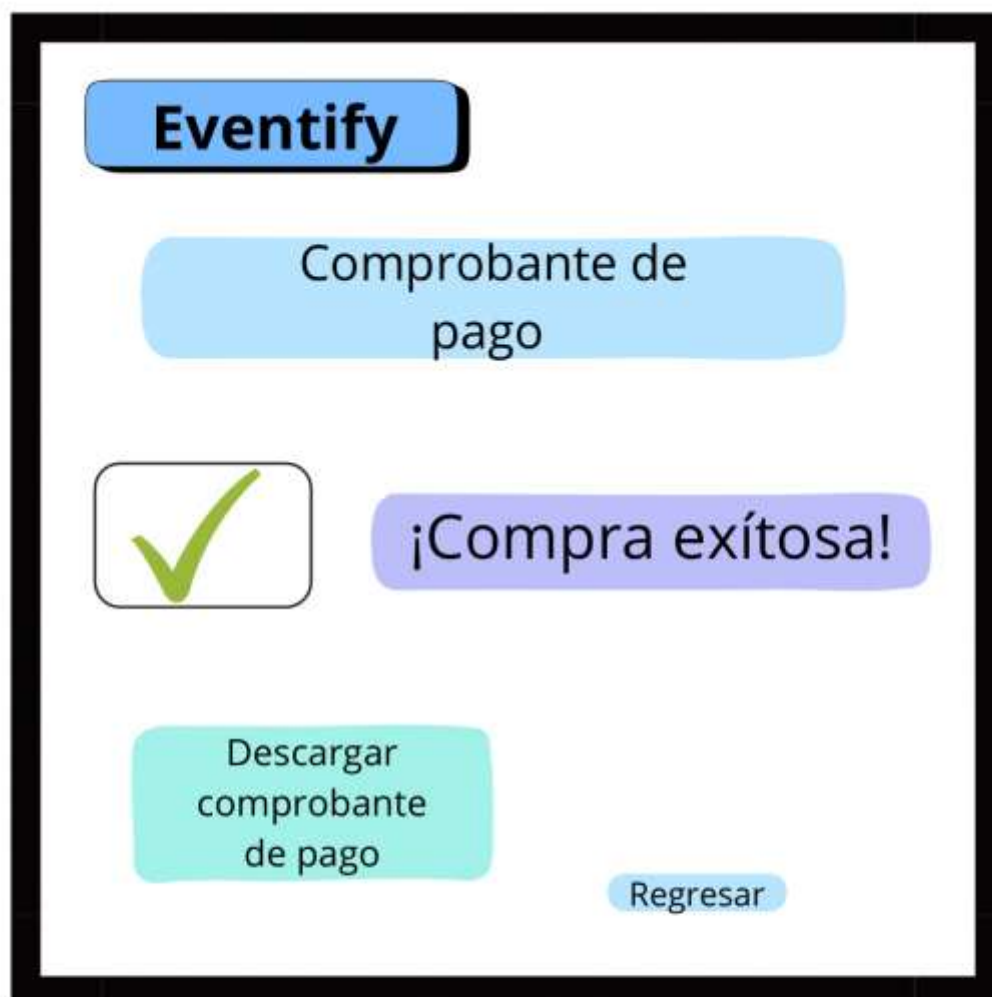 Eventify
Comprobante de
pago
¡Compra exítosa!
Descargar
comprobante
de pago
Regresar